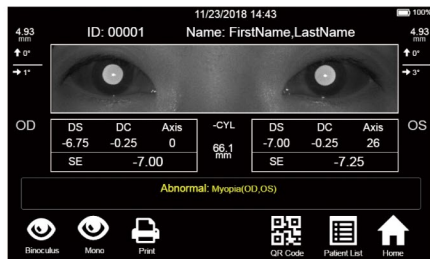 11/23/2018 14:43 100%
4.93 mm ID: 00001 Name: FirstName,LastName 4.93 mm
↑ 0° ↑ 0°
→ 1° → 3°
OD DS DC Axis -CYL DS DC Axis OS
-6.75 -0.25 0 66.1 mm -7.00 -0.25 26
SE -7.00 SE -7.25
Abnormal: Myopia(OD,OS)
Binoculus Mono Print QR Code Patient List Home